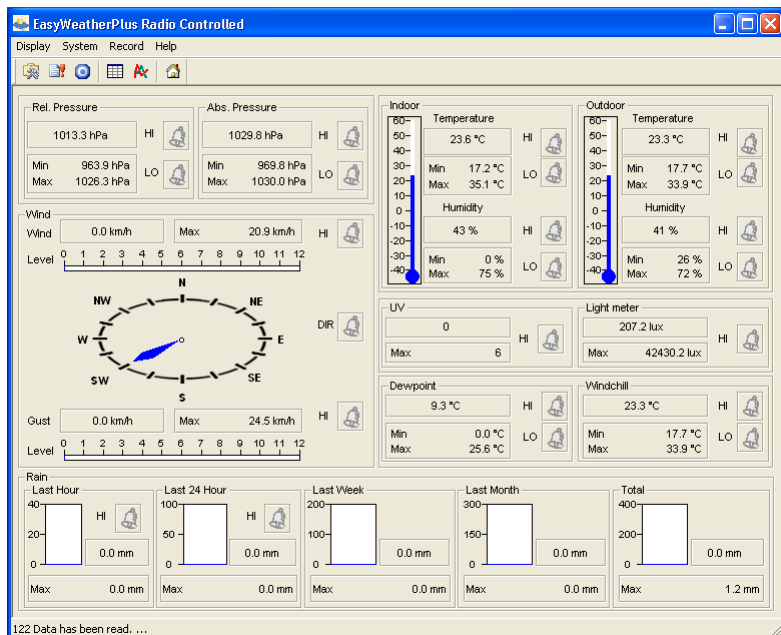 EasyWeatherPlus Radio Controlled
Display System Record Help
Rel. Pressure
1013.3 hPa HI
Min 963.9 hPa LO
Max 1026.3 hPa
Abs. Pressure
1029.8 hPa HI
Min 969.8 hPa LO
Max 1030.0 hPa
Indoor
Temperature
60 50 40 30 20 10 0 -10 -20 -30 -40
23.6 °C HI
Min 17.2 °C LO
Max 35.1 °C
Humidity
43 % HI
Min 0 % LO
Max 75 %
Outdoor
Temperature
60 50 40 30 20 10 0 -10 -20 -30 -40
23.3 °C HI
Min 17.7 °C LO
Max 33.9 °C
Humidity
41 % HI
Min 26 % LO
Max 72 %
Wind
Wind 0.0 km/h Max 20.9 km/h HI
Level 0 1 2 3 4 5 6 7 8 9 10 11 12
N
NW NE
DIR
W E
SW SE
S
Gust 0.0 km/h Max 24.5 km/h HI
Level 0 1 2 3 4 5 6 7 8 9 10 11 12
UV
0 HI
Max 6
Light meter
207.2 lux HI
Max 42430.2 lux
Dewpoint
9.3 °C HI
Min 0.0 °C LO
Max 25.6 °C
Windchill
23.3 °C HI
Min 17.7 °C LO
Max 33.9 °C
Rain
Last Hour
40 20 0
HI
0.0 mm
Max 0.0 mm
Last 24 Hour
100 50 0
HI
0.0 mm
Max 0.0 mm
Last Week
200 100 0
0.0 mm
Max 0.0 mm
Last Month
300 150 0
0.0 mm
Max 0.0 mm
Total
400 200 0
0.0 mm
Max 1.2 mm
122 Data has been read. ...